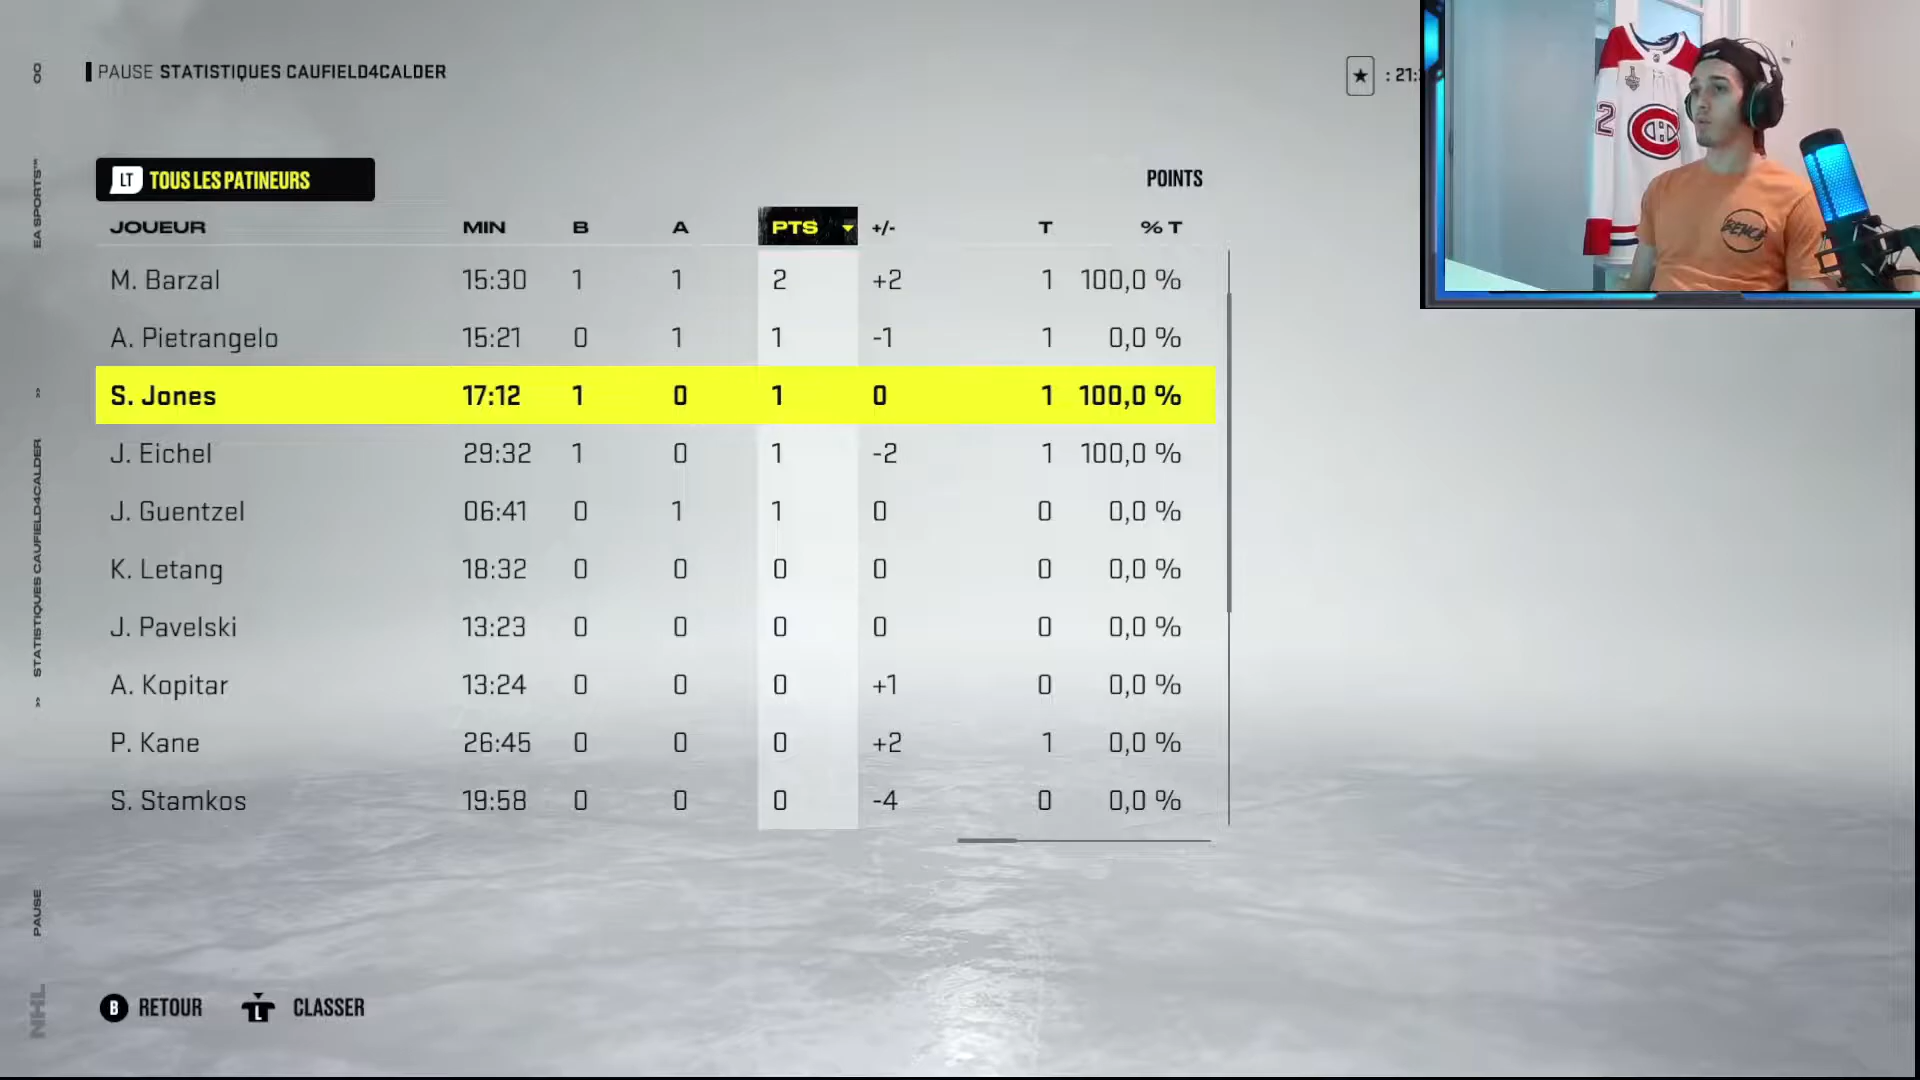 PAUSE STATISTIQUES CAUFIELD4CALDER
: 21:
LT TOUS LES PATINEURS
POINTS
JOUEUR MIN B A PTS +/- T % T
M. Barzal 15:30 1 1 2 +2 1 100,0 %
A. Pietrangelo 15:21 0 1 1 -1 1 0,0 %
S. Jones 17:12 1 0 1 0 1 100,0 %
J. Eichel 29:32 1 0 1 -2 1 100,0 %
J. Guentzel 06:41 0 1 1 0 0 0,0 %
K. Letang 18:32 0 0 0 0 0 0,0 %
J. Pavelski 13:23 0 0 0 0 0 0,0 %
A. Kopitar 13:24 0 0 0 +1 0 0,0 %
P. Kane 26:45 0 0 0 +2 1 0,0 %
S. Stamkos 19:58 0 0 0 -4 0 0,0 %
B RETOUR L CLASSER
NHL PAUSE >> STATISTIQUES CAUFIELD4CALDER >> EA SPORTS™
2